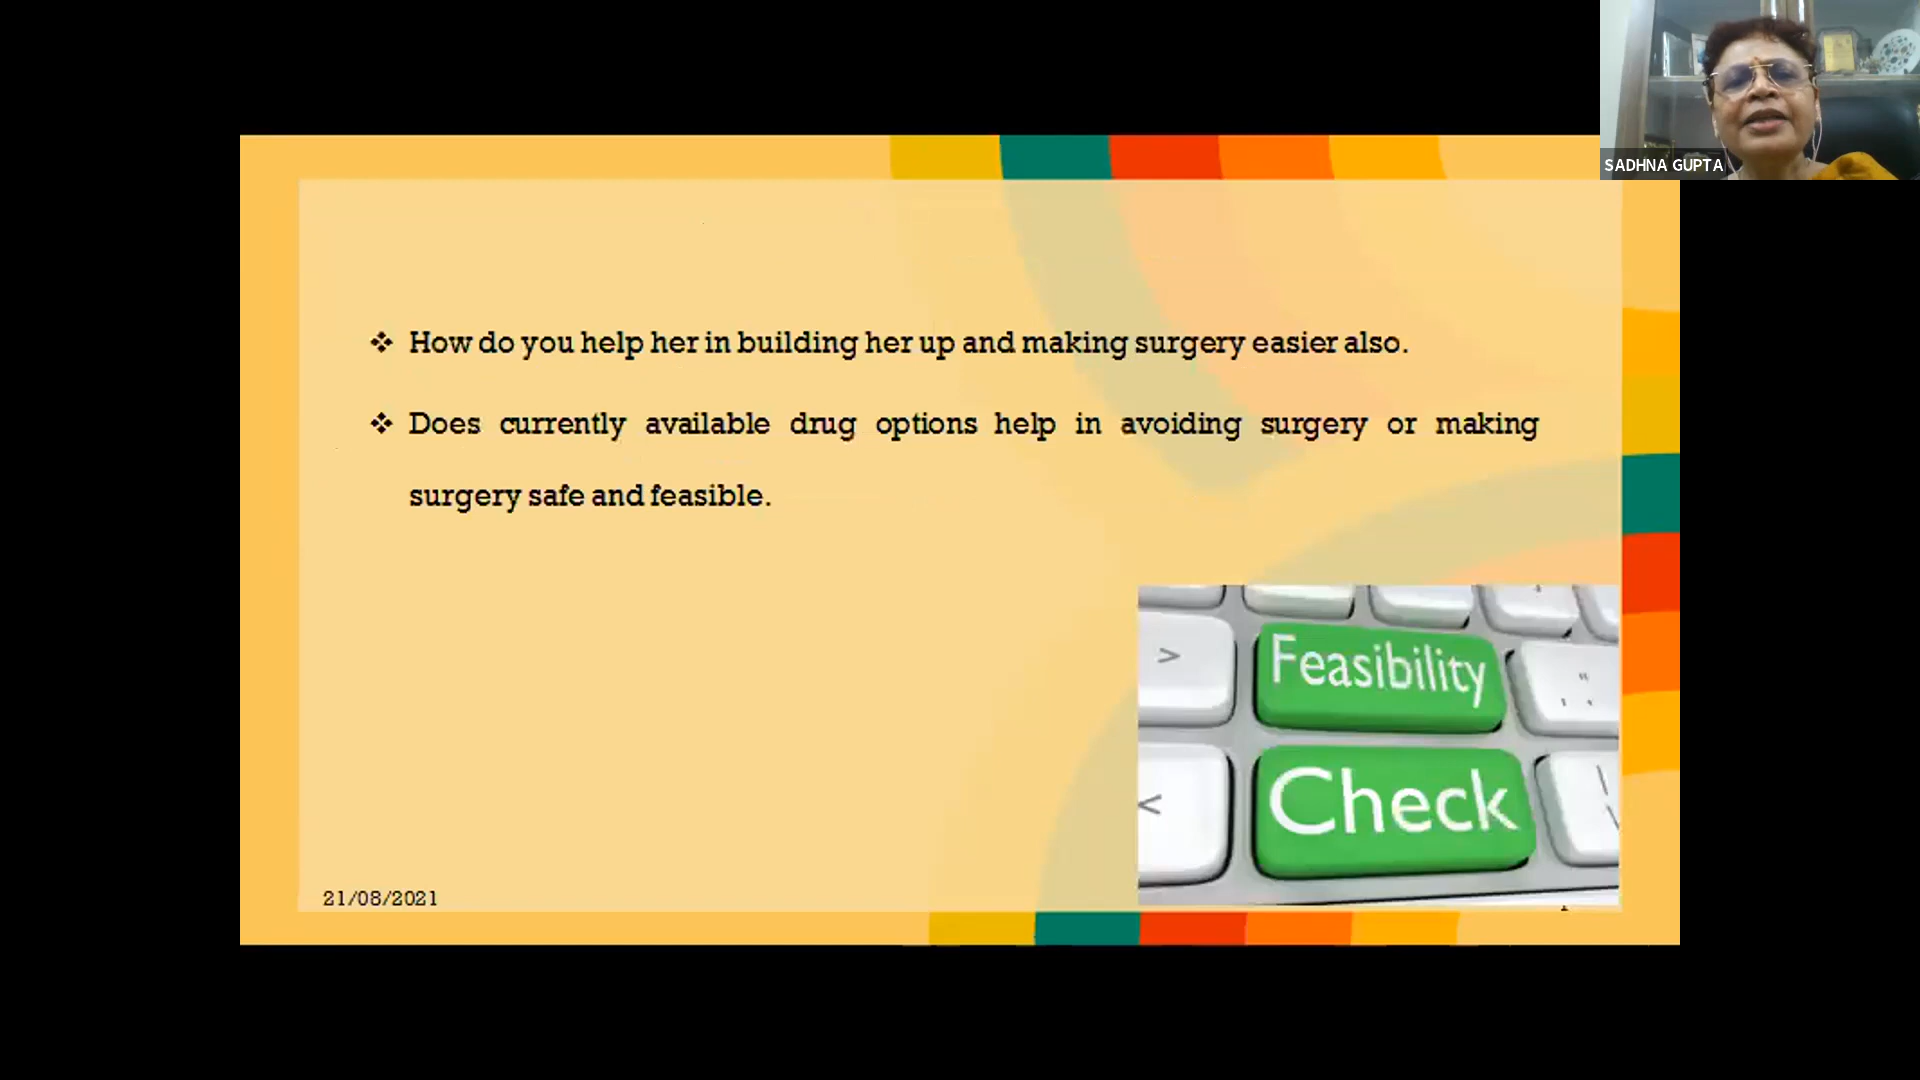 SADHNA GUPTA
❖ How do you help her in building her up and making surgery easier also.
❖ Does currently available drug options help in avoiding surgery or making
surgery safe and feasible.
Feasibility
Check
21/08/2021